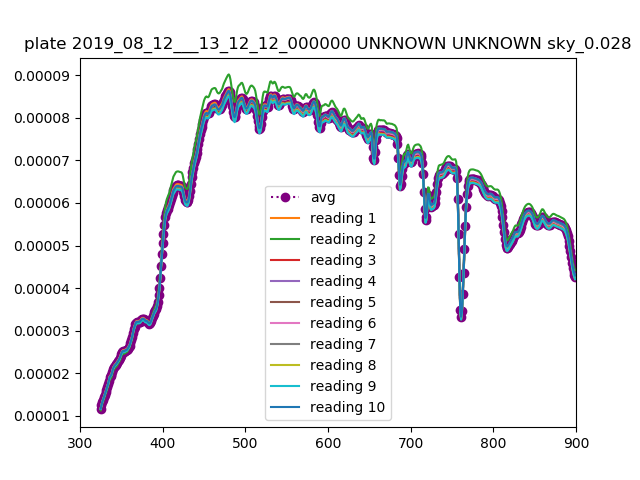 plate 2019_08_12___13_12_12_000000 UNKNOWN UNKNOWN sky_0.028
0.00009
0.00008
0.00007
0.00006
0.00005
0.00004
0.00003
0.00002
0.00001
avg
reading 1
reading 2
reading 3
reading 4
reading 5
reading 6
reading 7
reading 8
reading 9
reading 10
300 400 500 600 700 800 900